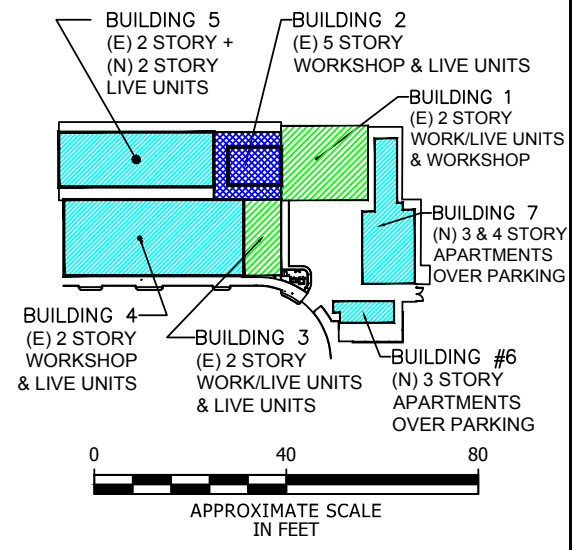 BUILDING 5
(E) 2 STORY +
(N) 2 STORY
LIVE UNITS
BUILDING 2
(E) 5 STORY
WORKSHOP & LIVE UNITS
BUILDING 1
(E) 2 STORY
WORK/LIVE UNITS
& WORKSHOP
BUILDING 7
(N) 3 & 4 STORY
APARTMENTS
OVER PARKING
BUILDING 4
(E) 2 STORY
WORKSHOP
& LIVE UNITS
BUILDING 3
(E) 2 STORY
WORK/LIVE UNITS
& LIVE UNITS
BUILDING #6
(N) 3 STORY
APARTMENTS
OVER PARKING
0 40 80
APPROXIMATE SCALE
IN FEET